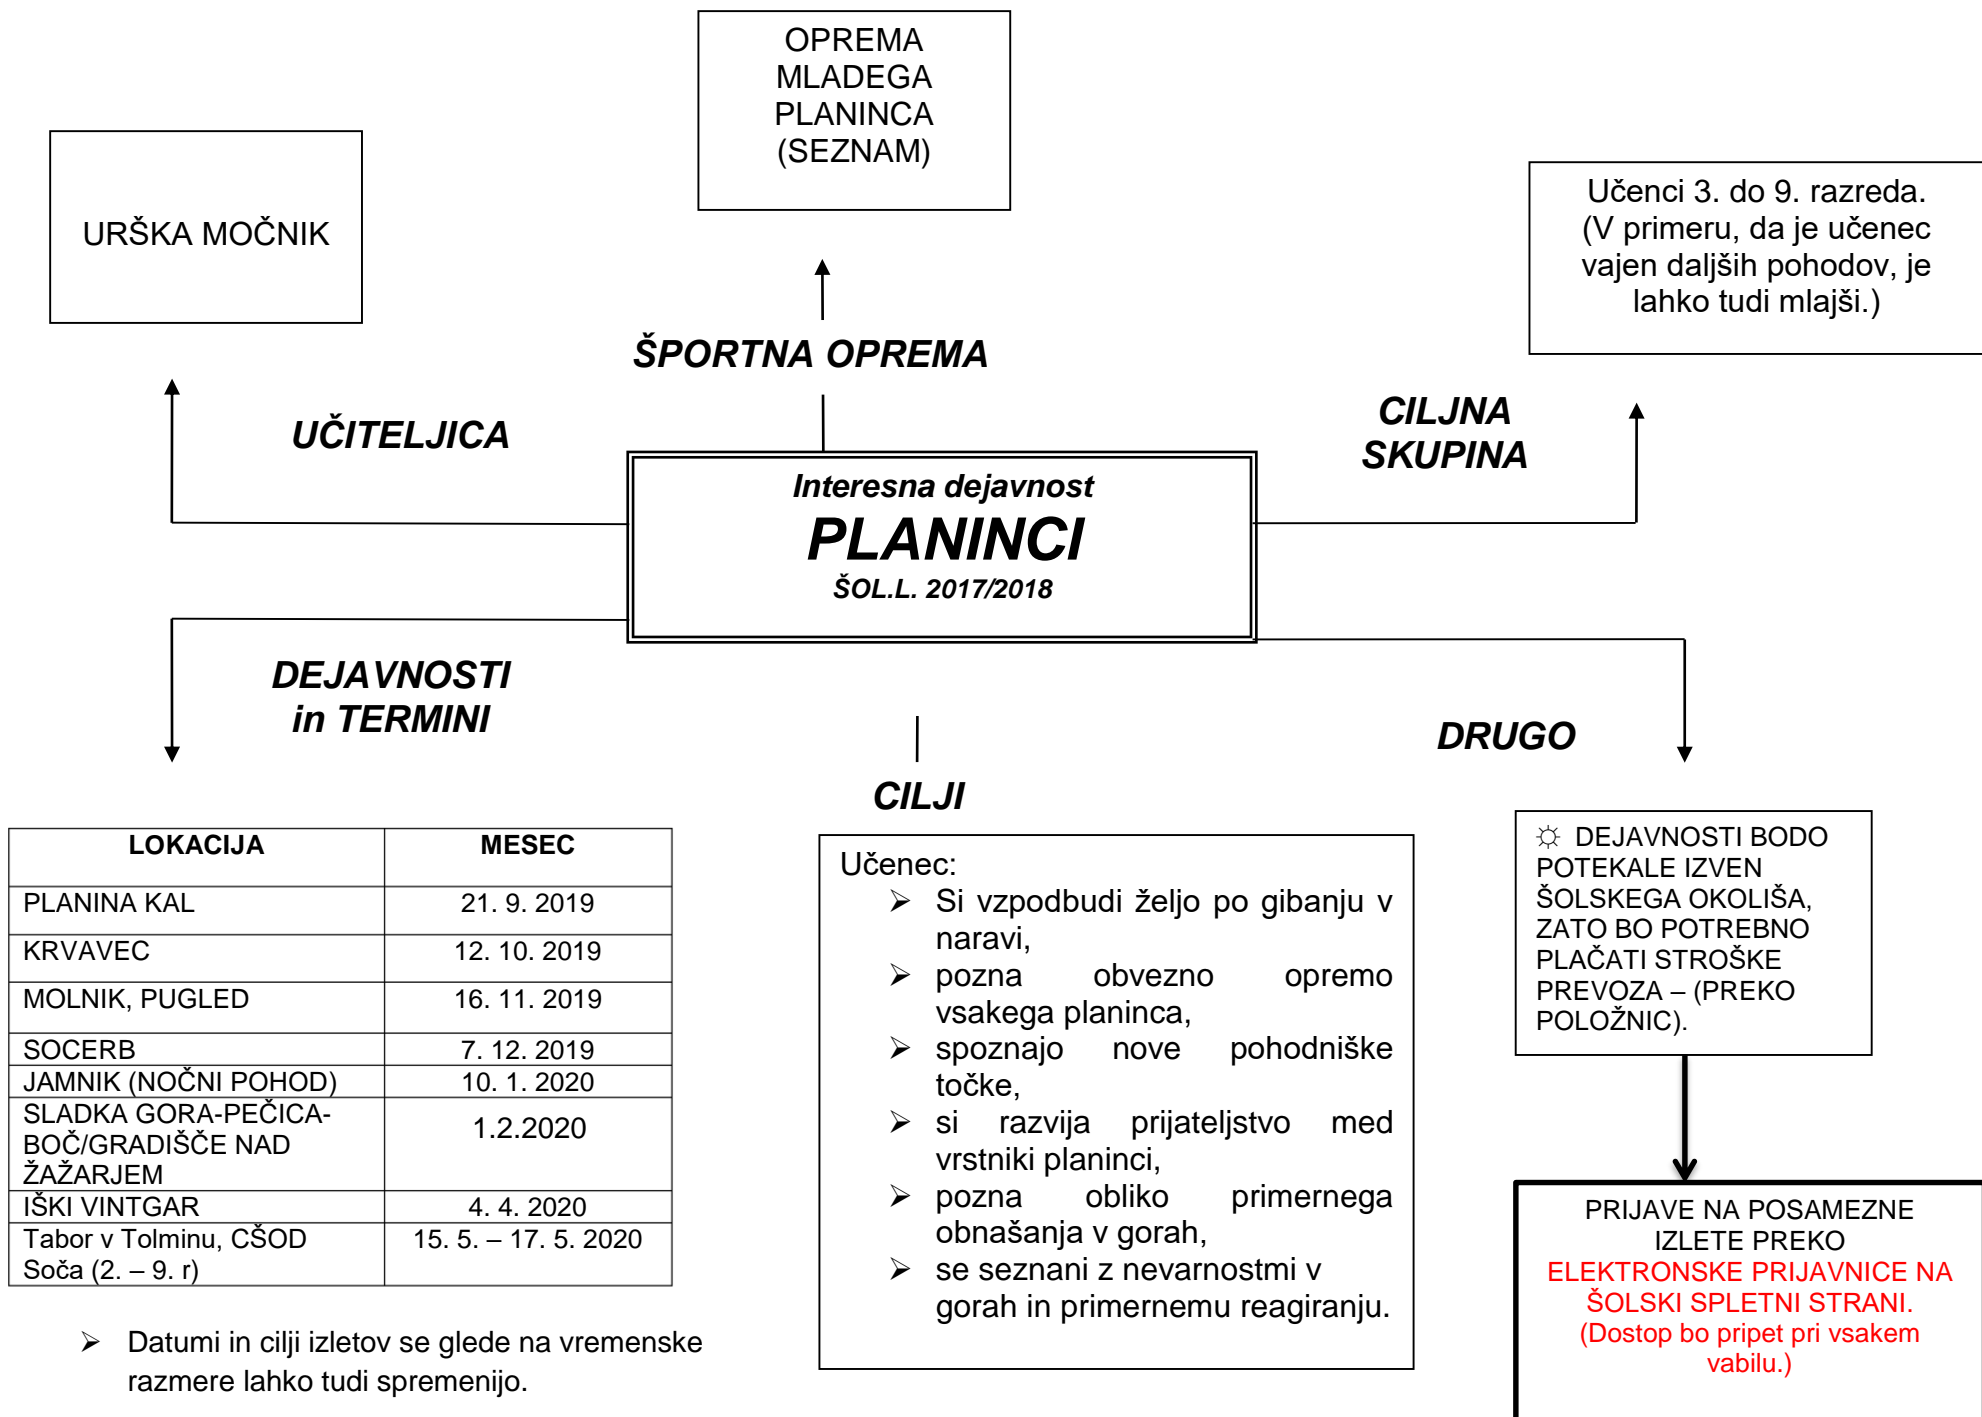 OPREMA
MLADEGA
PLANINCA
(SEZNAM)
URŠKA MOČNIK
Učenci 3. do 9. razreda.
(V primeru, da je učenec
vajen daljših pohodov, je
lahko tudi mlajši.)
ŠPORTNA OPREMA
UČITELJICA
CILJNA
SKUPINA
Interesna dejavnost
PLANINCI
ŠOL.L. 2017/2018
DEJAVNOSTI
in TERMINI
DRUGO
CILJI
LOKACIJA MESEC
PLANINA KAL 21. 9. 2019
KRVAVEC 12. 10. 2019
MOLNIK, PUGLED 16. 11. 2019
SOCERB 7. 12. 2019
JAMNIK (NOČNI POHOD) 10. 1. 2020
SLADKA GORA-PEČICA-
BOČ/GRADIŠČE NAD
ŽAŽARJEM
1.2.2020
IŠKI VINTGAR 4. 4. 2020
Tabor v Tolminu, CŠOD 15. 5. – 17. 5. 2020
Soča (2. – 9. r)
➢ Datumi in cilji izletov se glede na vremenske
razmere lahko tudi spremenijo.
Učenec:
➢ Si vzpodbudi željo po gibanju v
naravi,
➢ pozna obvezno opremo
vsakega planinca,
➢ spoznajo nove pohodniške
točke,
➢ si razvija prijateljstvo med
vrstniki planinci,
➢ pozna obliko primernega
obnašanja v gorah,
➢ se seznani z nevarnostmi v
gorah in primernemu reagiranju.
☼ DEJAVNOSTI BODO
POTEKALE IZVEN
ŠOLSKEGA OKOLIŠA,
ZATO BO POTREBNO
PLAČATI STROŠKE
PREVOZA – (PREKO
POLOŽNIC).
PRIJAVE NA POSAMEZNE
IZLETE PREKO
ELEKTRONSKE PRIJAVNICE NA
ŠOLSKI SPLETNI STRANI.
(Dostop bo pripet pri vsakem
vabilu.)